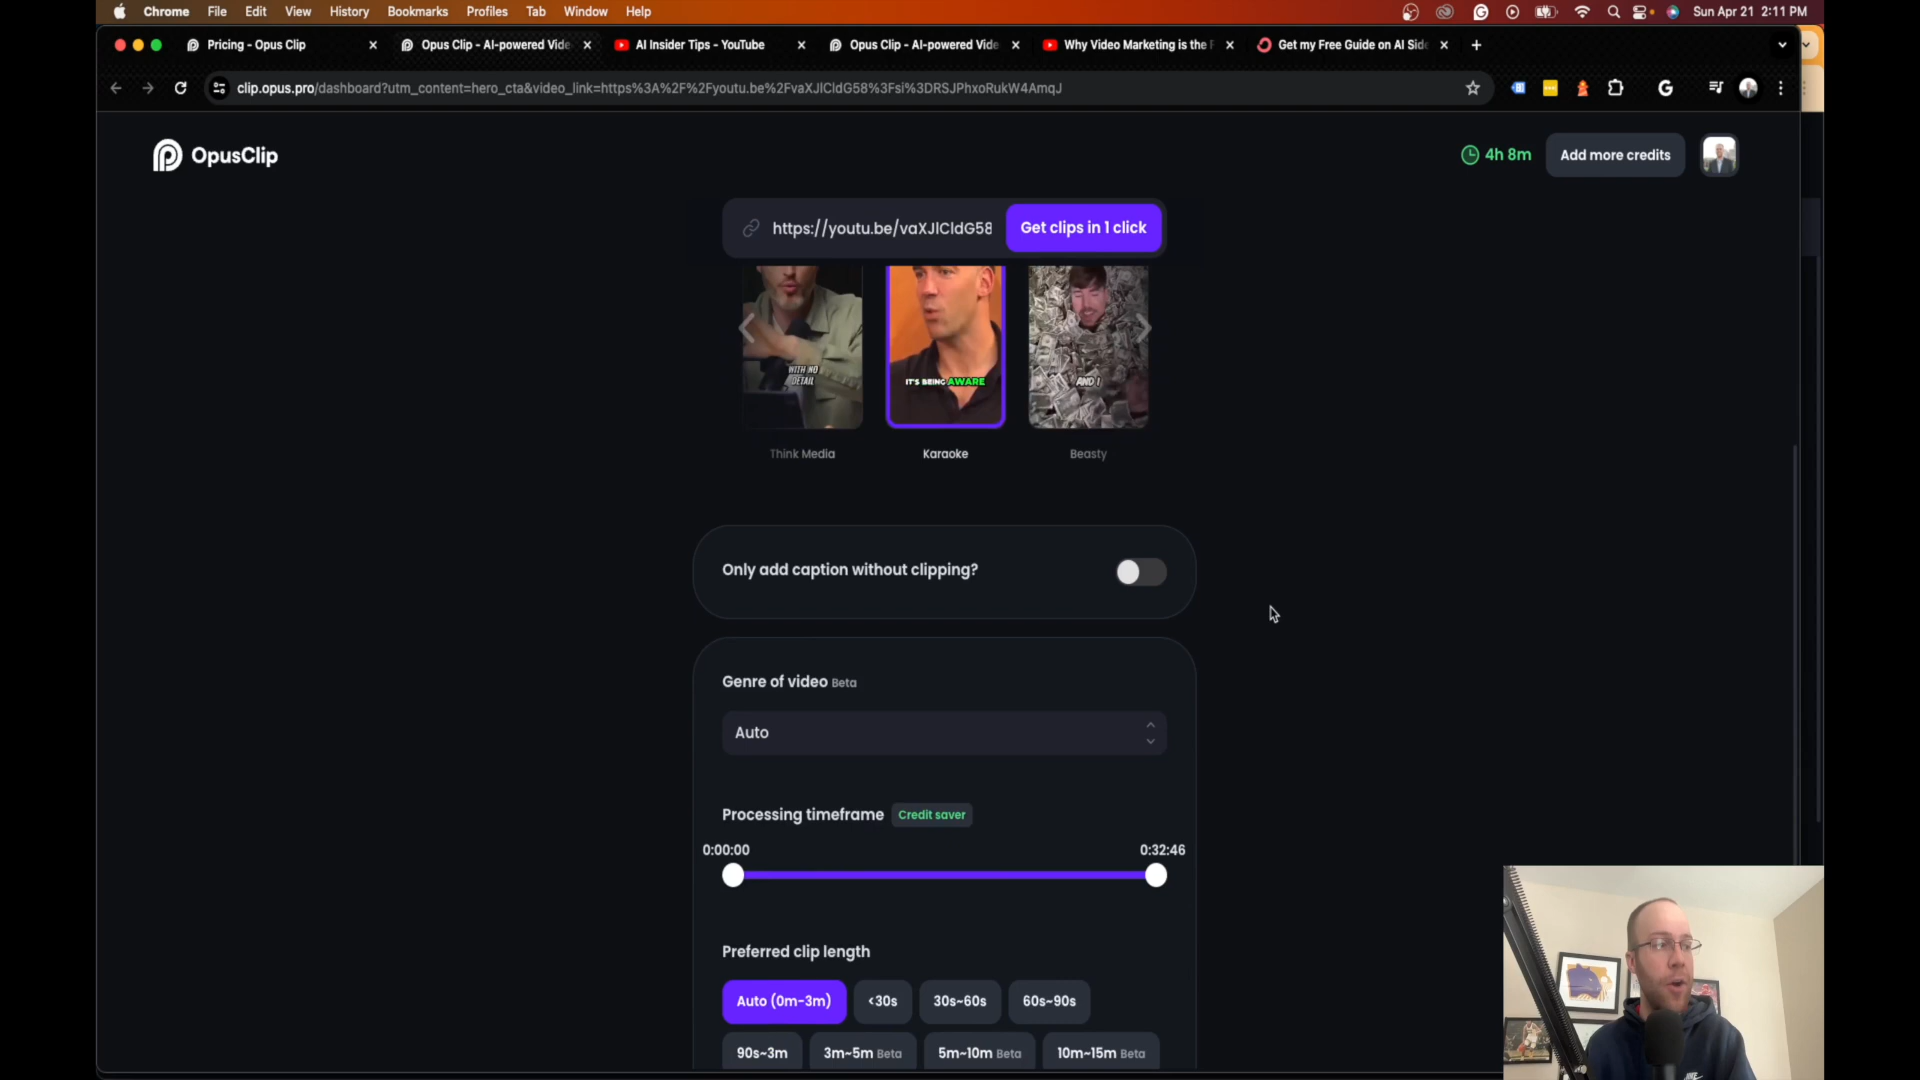 Chrome File Edit View History Bookmarks Profiles Tab Window Help Sun Apr 21 2:11 PM
Pricing - Opus Clip
Opus Clip - AI-powered Vide
AI Insider Tips - YouTube
Opus Clip - AI-powered Vide
Why Video Marketing is the F
Get my Free Guide on AI Side
clip.opus.pro/dashboard?utm_content=hero_cta&video_link=https%3A%2F%2Fyoutu.be%2FvaXJlCldG58%3Fsi%3DRSJPhxoRukW4AmqJ
OpusClip
4h 8m
Add more credits
https://youtu.be/vaXJlCldG58
Get clips in 1 click
WITH NO
DETAIL
IT'S BEING AWARE
AND I
Think Media
Karaoke
Beasty
Only add caption without clipping?
Genre of video Beta
Auto
Processing timeframe Credit saver
0:00:00 0:32:46
Preferred clip length
Auto (0m~3m) <30s 30s~60s 60s~90s
90s~3m 3m~5m Beta 5m~10m Beta 10m~15m Beta